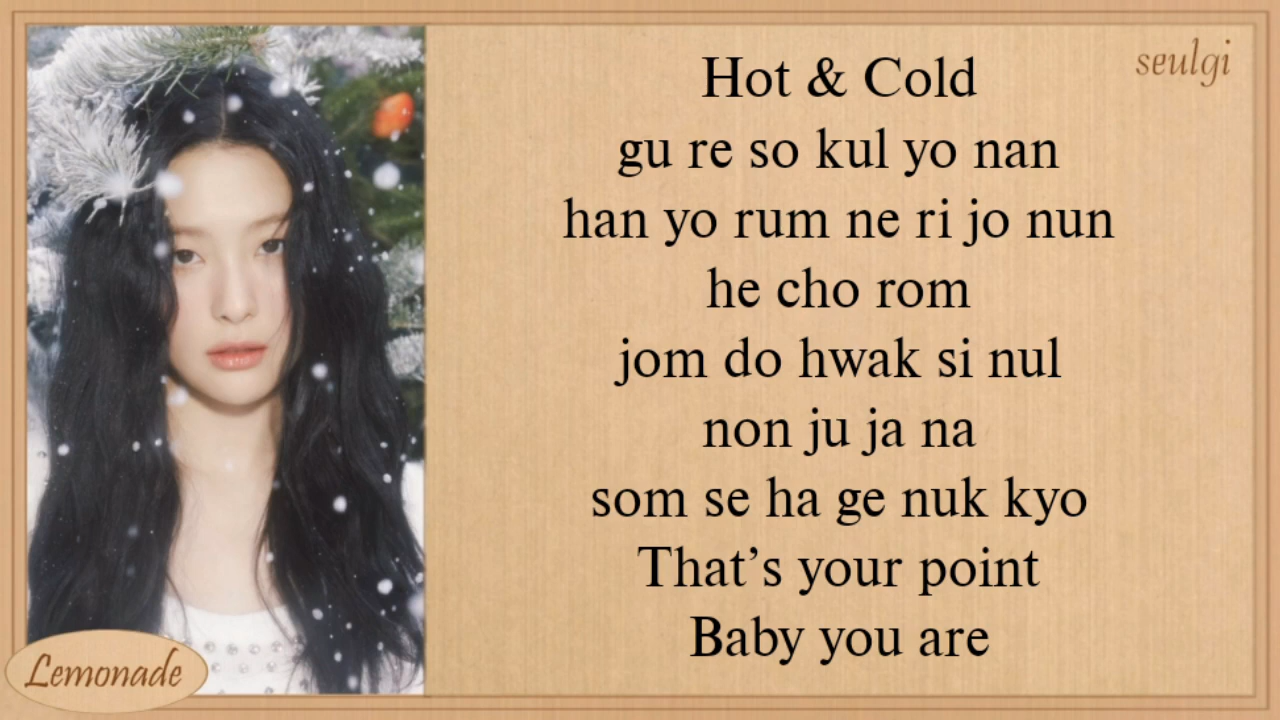 seulgi
Hot & Cold
gu re so kul yo nan
han yo rum ne ri jo nun
he cho rom
jom do hwak si nul
non ju ja na
som se ha ge nuk kyo
That’s your point
Baby you are
Lemonade